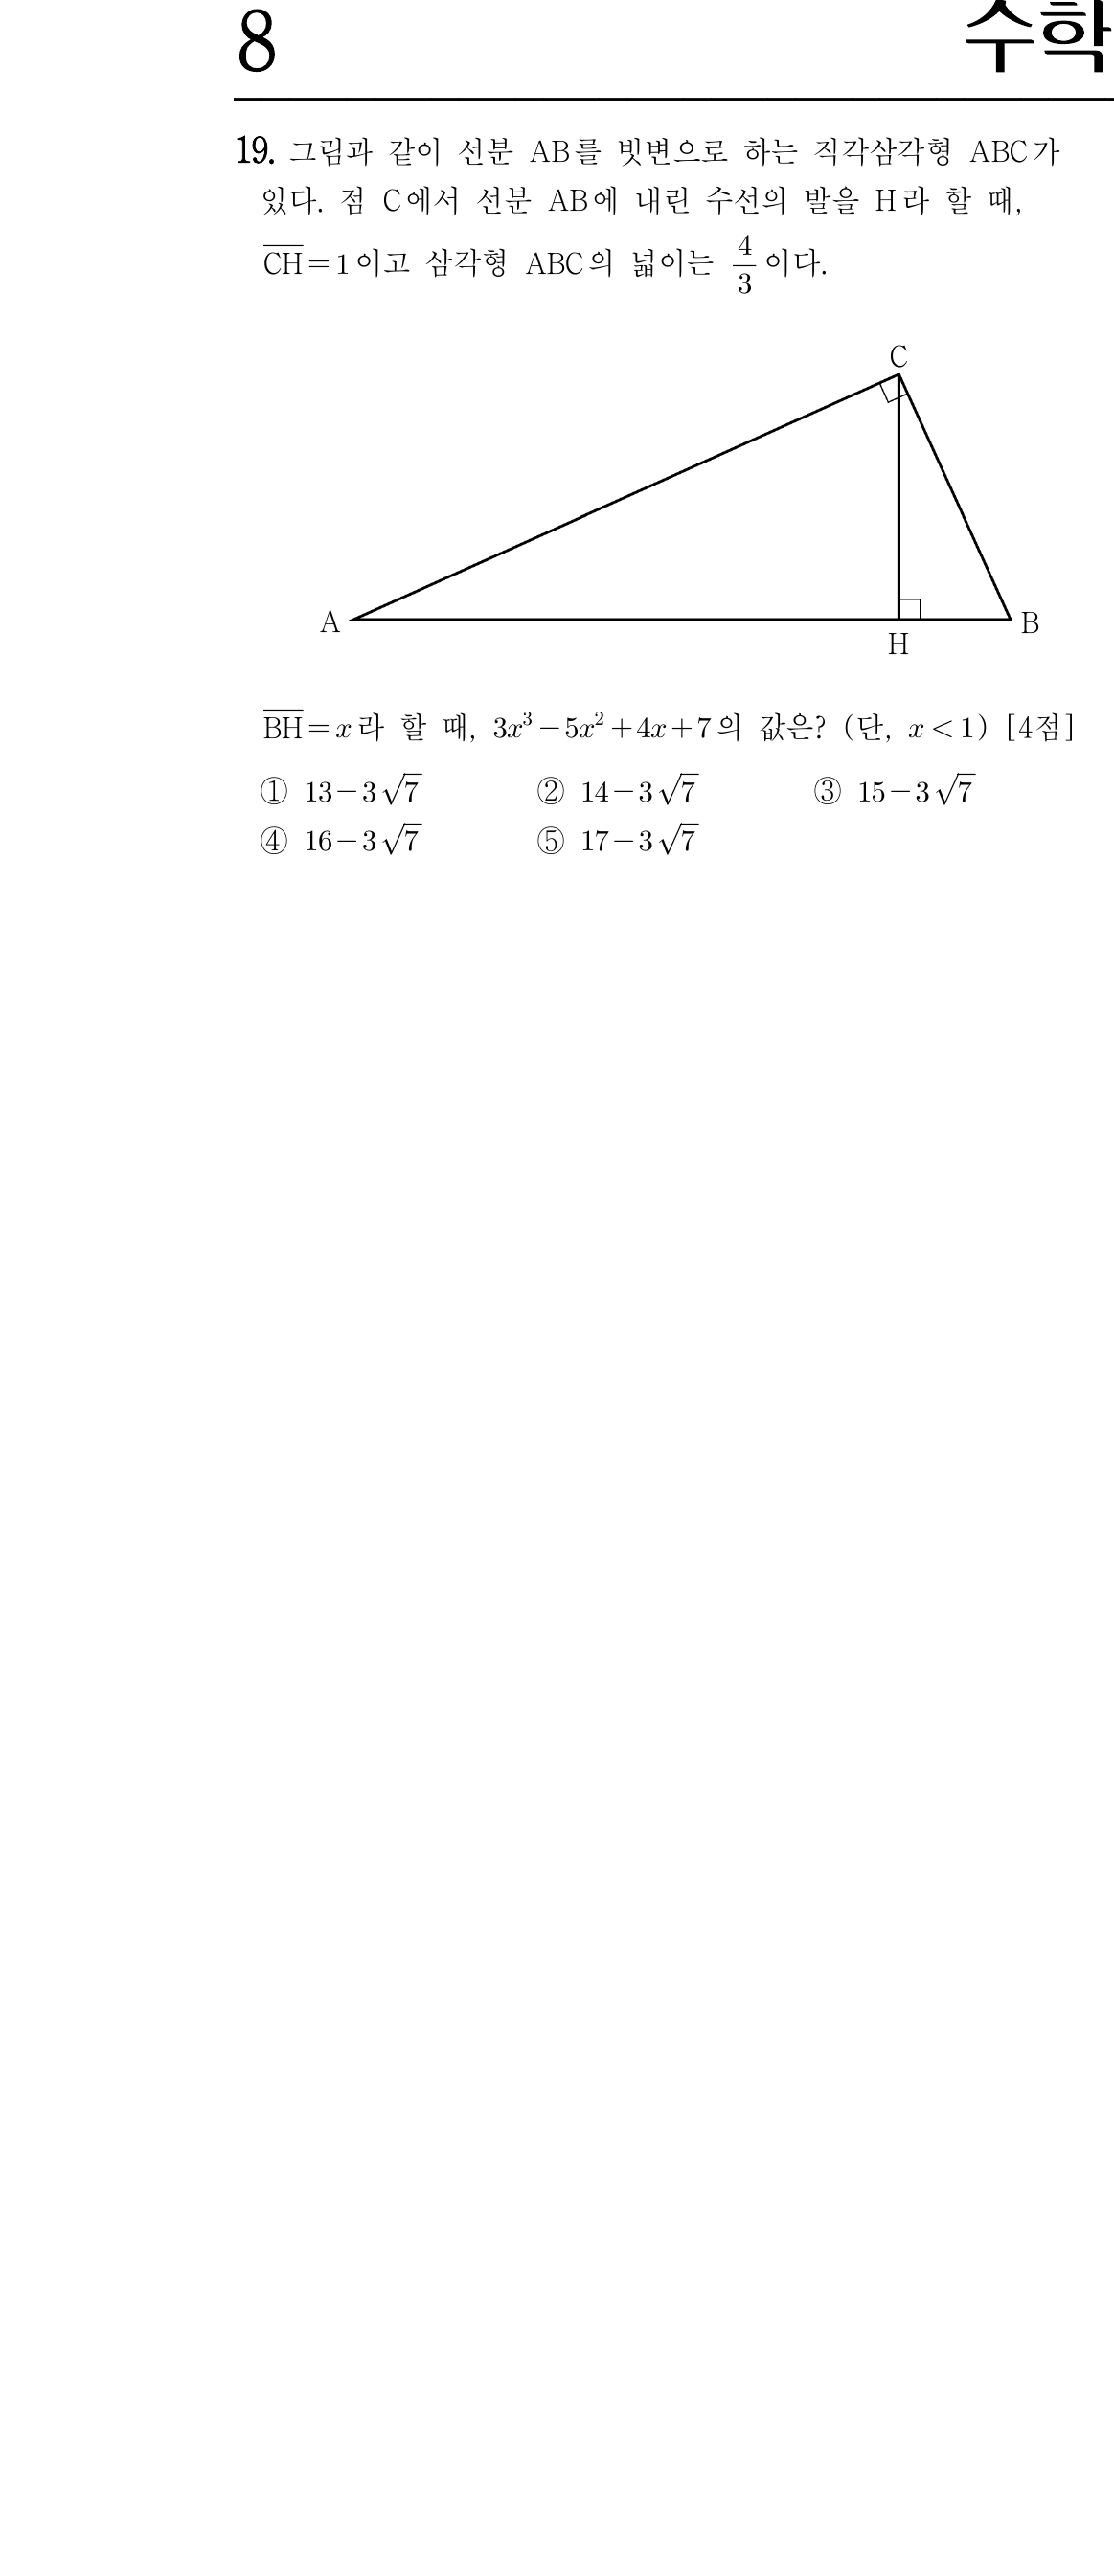 8
수학
19. 그림과 같이 선분 AB를 빗변으로 하는 직각삼각형 ABC가
있다. 점 C에서 선분 AB에 내린 수선의 발을 H라 할 때,
$\overline{CH}=1$이고 삼각형 ABC의 넓이는 $\frac{4}{3}$이다.
C
A
B
H
$\overline{BH}=x$라 할 때, $3x^3-5x^2+4x+7$의 값은? (단, $x<1$) [4점]
① $13-3\sqrt{7}$ ② $14-3\sqrt{7}$ ③ $15-3\sqrt{7}$
④ $16-3\sqrt{7}$ ⑤ $17-3\sqrt{7}$